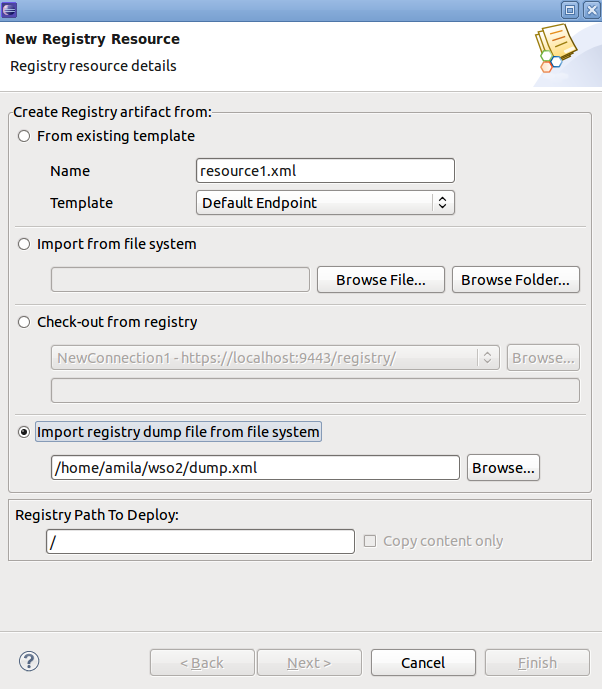 New Registry Resource
Registry resource details
Create Registry artifact from:
From existing template
Name
resource1.xml
Template
Default Endpoint
Import from file system
Browse File...
Browse Folder...
Check-out from registry
NewConnection1 - https://localhost:9443/registry/
Browse...
Import registry dump file from file system
/home/amila/wso2/dump.xml
Browse...
Registry Path To Deploy:
/
Copy content only
?
< Back
Next >
Cancel
Finish